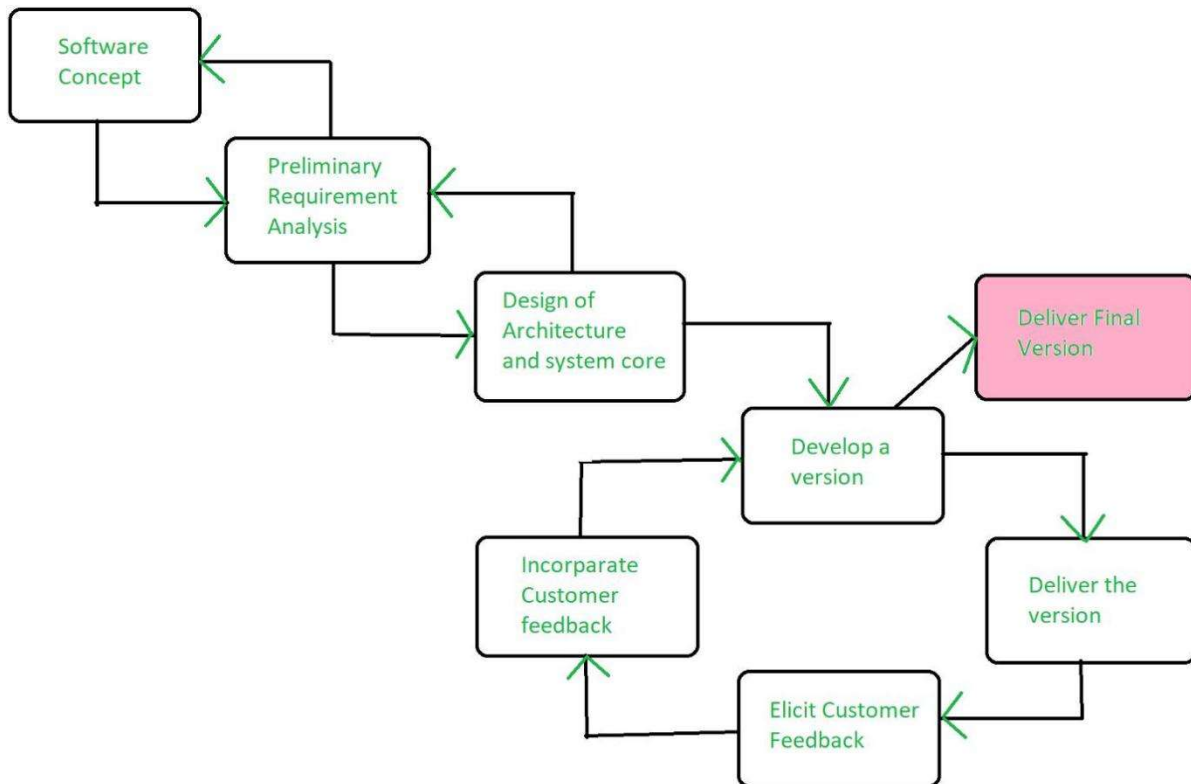 Software
Concept
Preliminary
Requirement
Analysis
Design of
Architecture
and system core
Deliver Final
Version
Develop a
version
Incorparate
Customer
feedback
Deliver the
version
Elicit Customer
Feedback